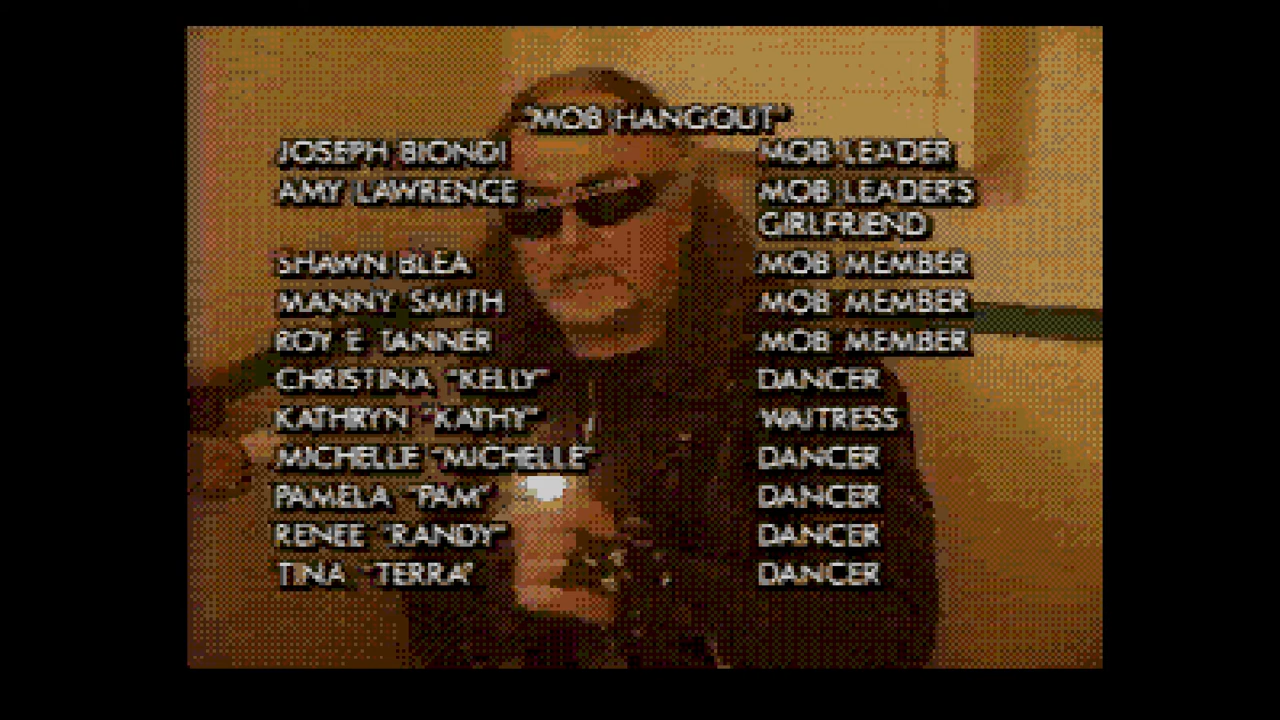 "MOB HANGOUT"
JOSEPH BIONDI MOB LEADER
AMY LAWRENCE MOB LEADER'S
GIRLFRIEND
SHAWN BLEA MOB MEMBER
MANNY SMITH MOB MEMBER
ROY E TANNER MOB MEMBER
CHRISTINA "KELLY" DANCER
KATHRYN "KATHY" WAITRESS
MICHELLE "MICHELLE" DANCER
PAMELA "PAM" DANCER
RENEE "RANDY" DANCER
TINA "TERRA" DANCER